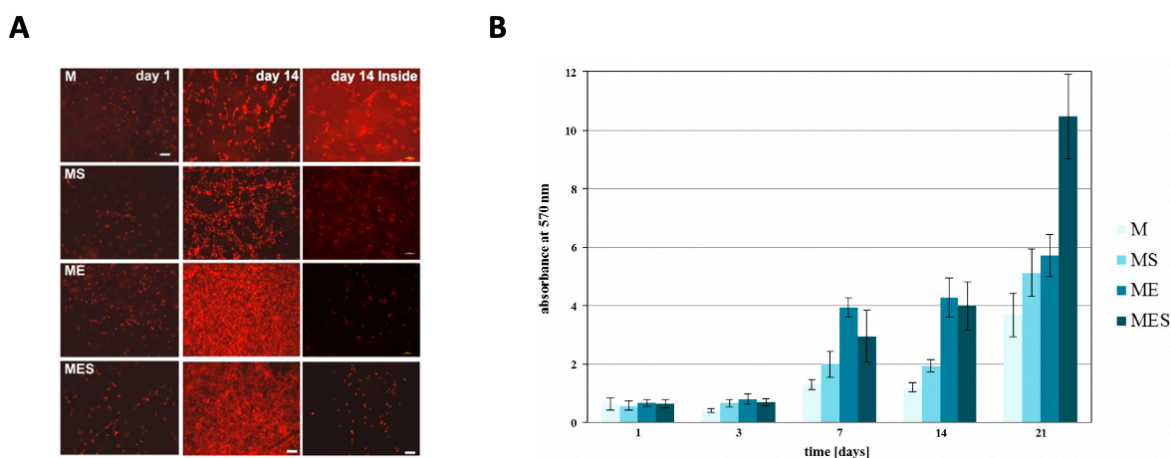 A
B
M day 1 day 14 day 14 Inside
MS
ME
MES
absorbance at 570 nm
12
10
8
6
4
2
0
1 3 7 14 21
time [days]
M
MS
ME
MES